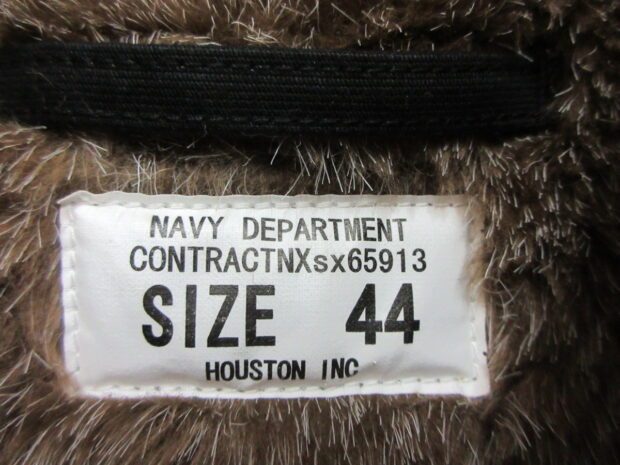 NAVY DEPARTMENT
CONTRACTNXsx65913
SIZE 44
HOUSTON INC